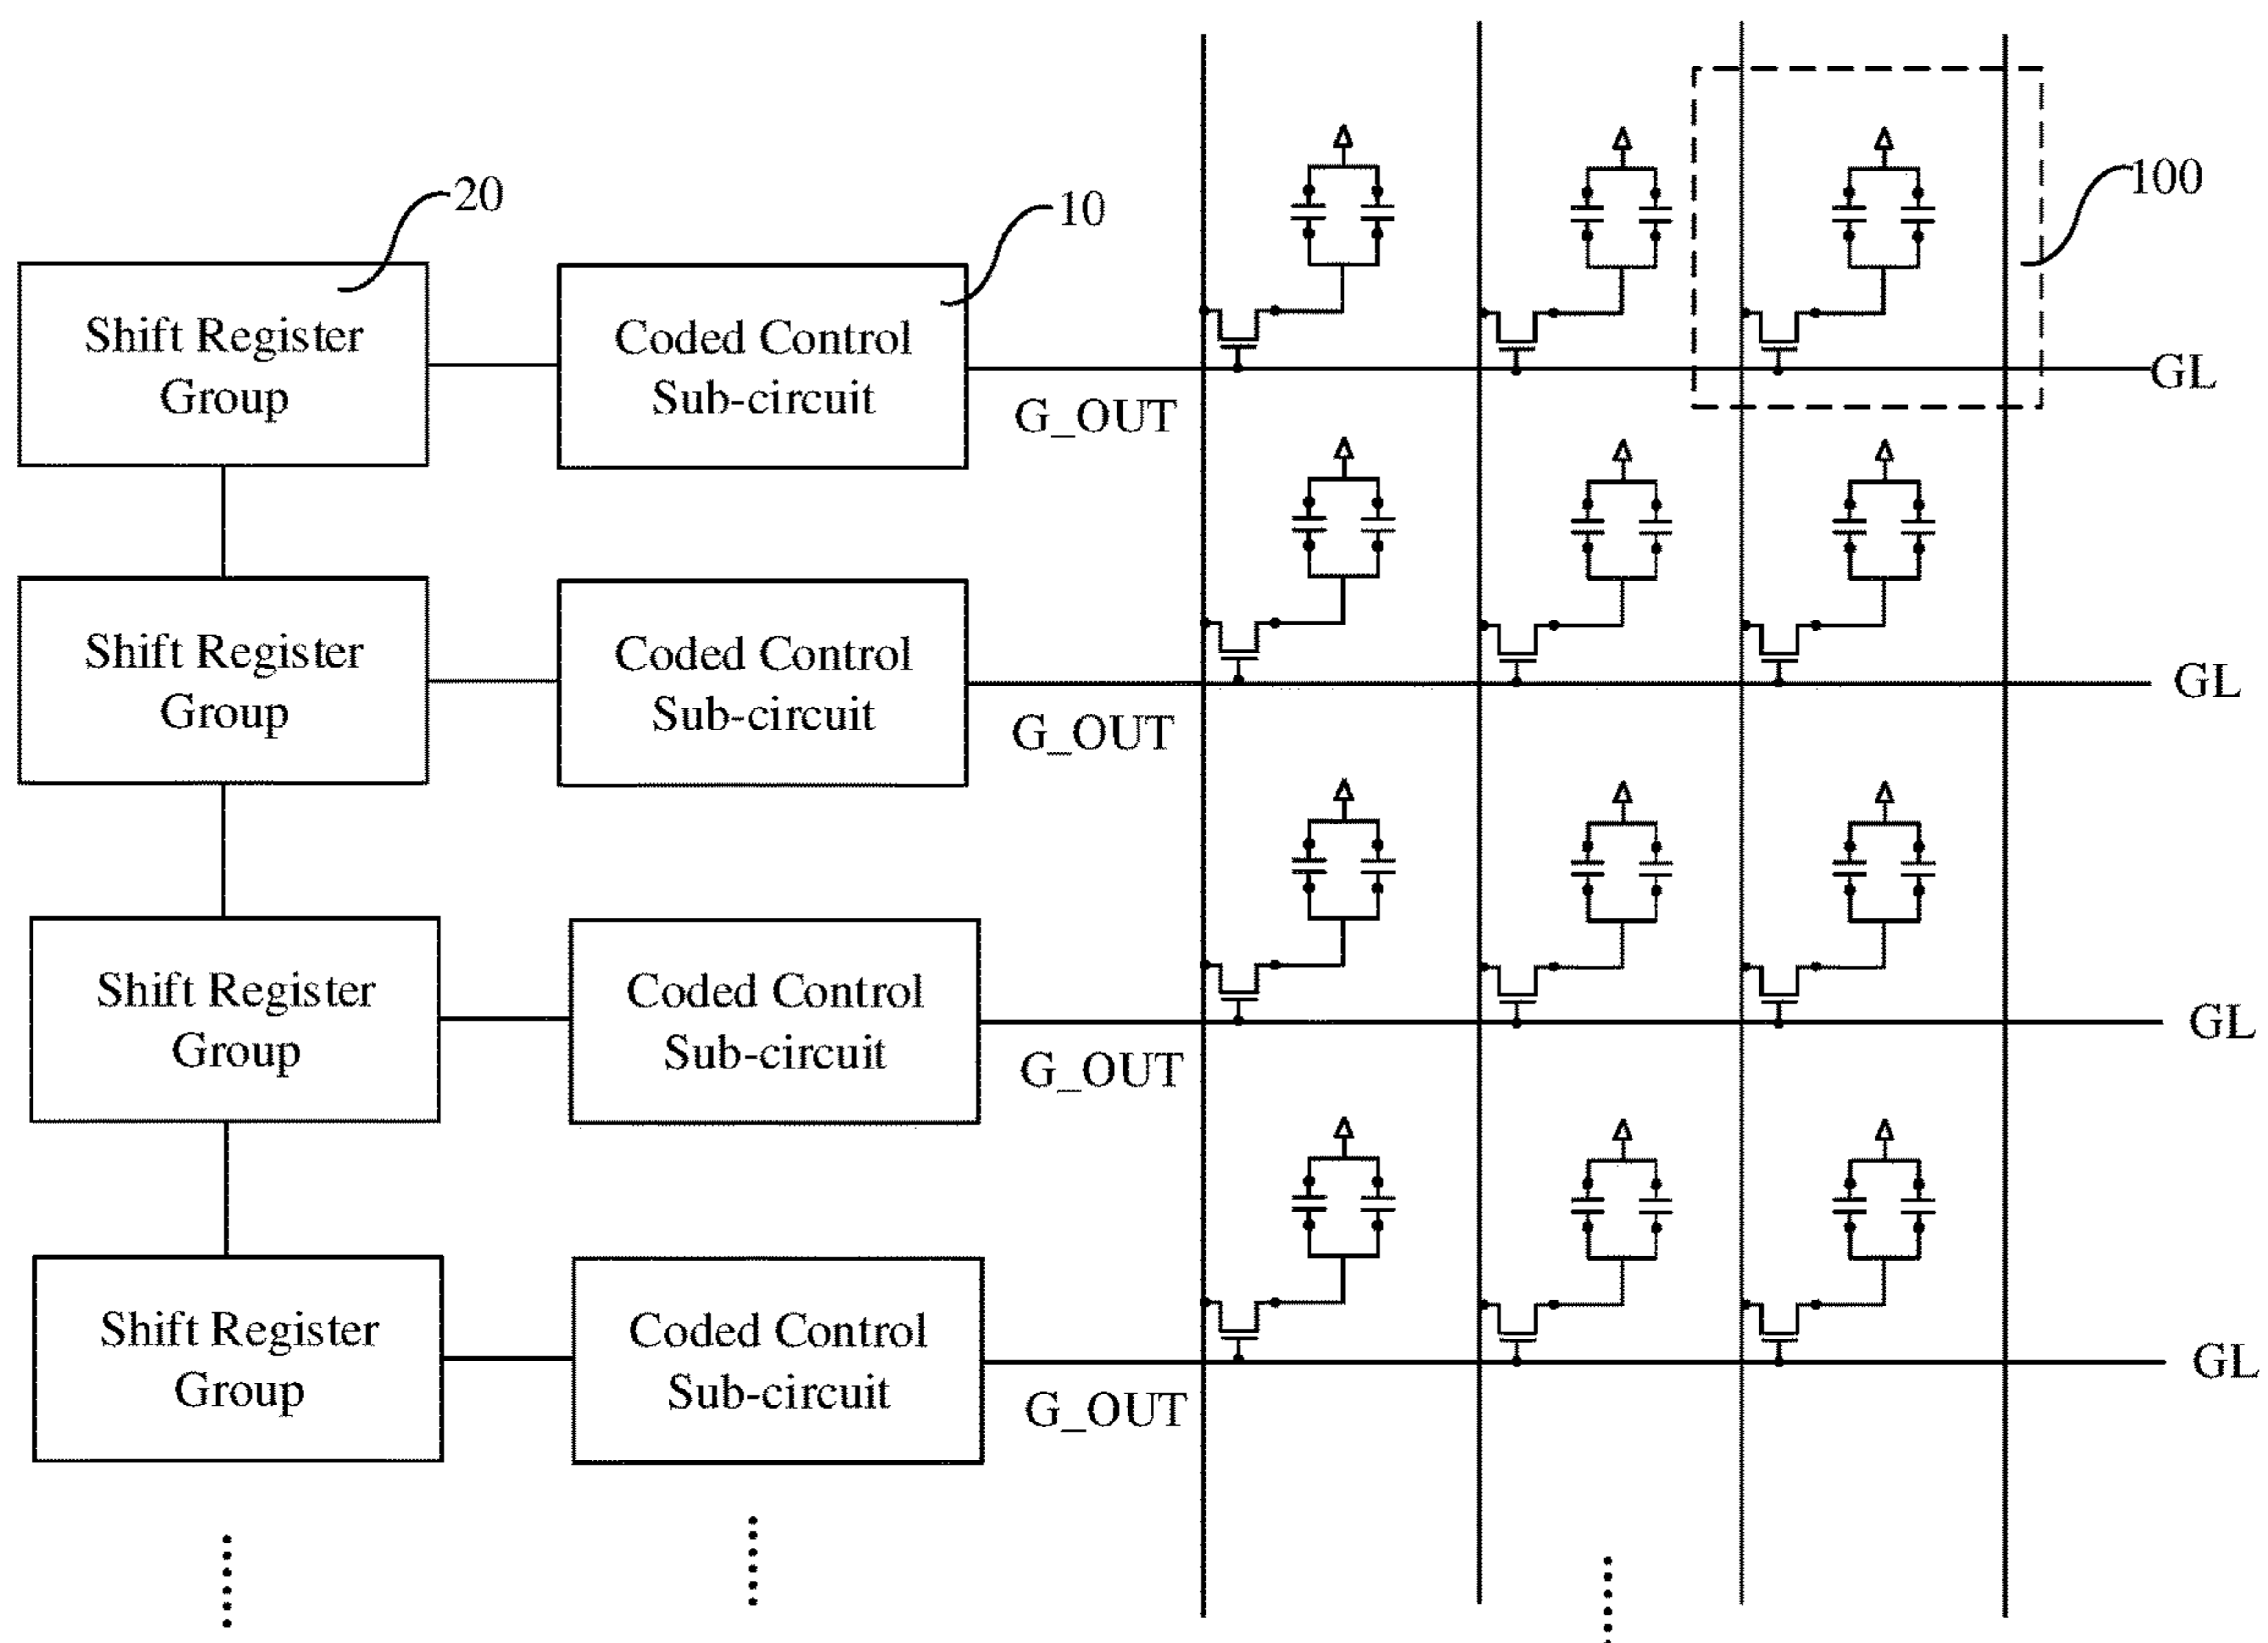 20
10
100
Shift Register
Group
Coded Control
Sub-circuit
G_OUT
GL
Shift Register
Group
Coded Control
Sub-circuit
G_OUT
GL
Shift Register
Group
Coded Control
Sub-circuit
G_OUT
GL
Shift Register
Group
Coded Control
Sub-circuit
G_OUT
GL